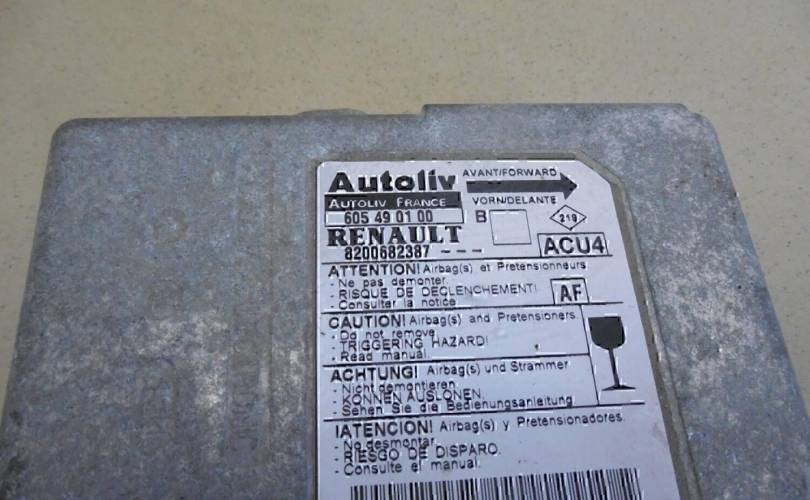 Autoliv AVANT/FORWARD
AUTOLIV FRANCE VORN/DELANTE
605 49 01 00 B 219
RENAULT ACU4
8200682387 ---
ATTENTION! Airbag(s) et Pretensionneurs
- Ne pas demonter.
- RISQUE DE DECLENCHEMENT! AF
- Consulter la notice
CAUTION! Airbag(s) and Pretensioners.
- Do not remove.
- TRIGGERING HAZARD!
- Read manual.
ACHTUNG! Airbag(s) und Strammer
- Nicht demontieren.
- KONNEN AUSLONEN.
- Sehen Sie die Bedienungsanleitung
!ATENCION! Airbag(s) y Pretensionadores.
- No desmontar.
- RIESGO DE DISPARO.
- Consulte el manual.